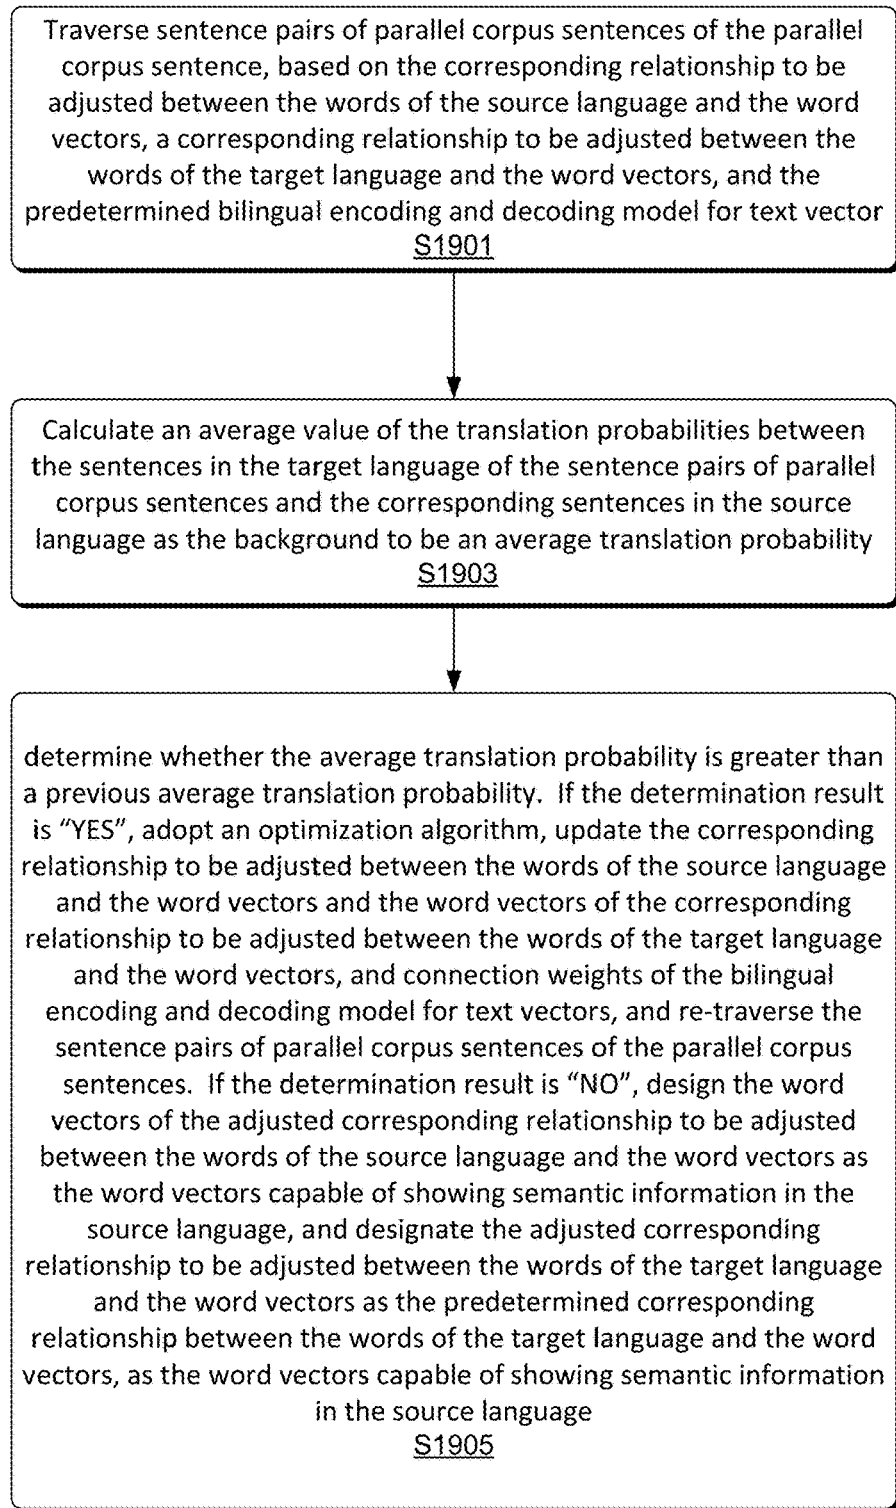 Traverse sentence pairs of parallel corpus sentences of the parallel
corpus sentence, based on the corresponding relationship to be
adjusted between the words of the source language and the word
vectors, a corresponding relationship to be adjusted between the
words of the target language and the word vectors, and the
predetermined bilingual encoding and decoding model for text vector
S1901
Calculate an average value of the translation probabilities between
the sentences in the target language of the sentence pairs of parallel
corpus sentences and the corresponding sentences in the source
language as the background to be an average translation probability
S1903
determine whether the average translation probability is greater than
a previous average translation probability. If the determination result
is “YES”, adopt an optimization algorithm, update the corresponding
relationship to be adjusted between the words of the source language
and the word vectors and the word vectors of the corresponding
relationship to be adjusted between the words of the target language
and the word vectors, and connection weights of the bilingual
encoding and decoding model for text vectors, and re-traverse the
sentence pairs of parallel corpus sentences of the parallel corpus
sentences. If the determination result is “NO”, design the word
vectors of the adjusted corresponding relationship to be adjusted
between the words of the source language and the word vectors as
the word vectors capable of showing semantic information in the
source language, and designate the adjusted corresponding
relationship to be adjusted between the words of the target language
and the word vectors as the predetermined corresponding
relationship between the words of the target language and the word
vectors, as the word vectors capable of showing semantic information
in the source language
S1905